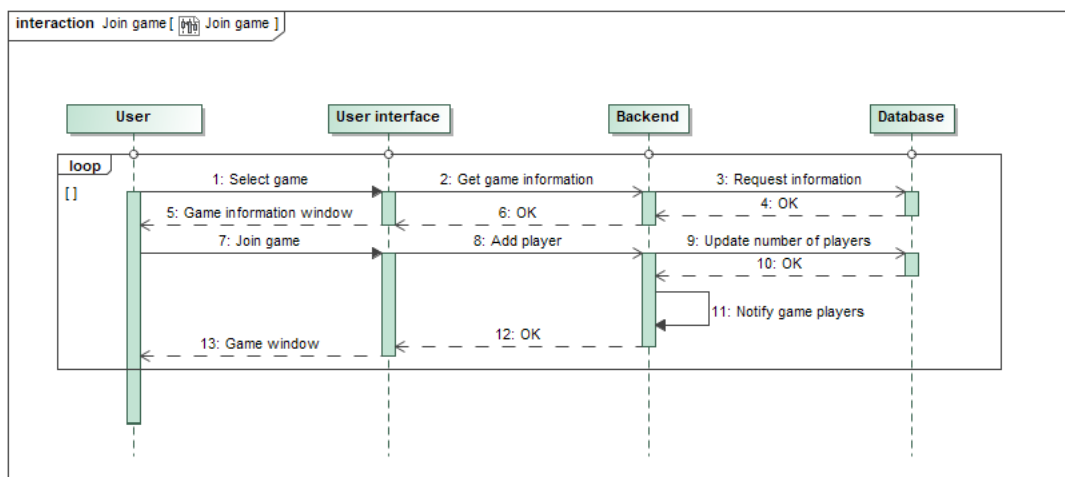 interaction Join game [ Join game ]
User
User interface
Backend
Database
loop
[ ]
1: Select game
2: Get game information
3: Request information
4: OK
5: Game information window
6: OK
7: Join game
8: Add player
9: Update number of players
10: OK
11: Notify game players
12: OK
13: Game window